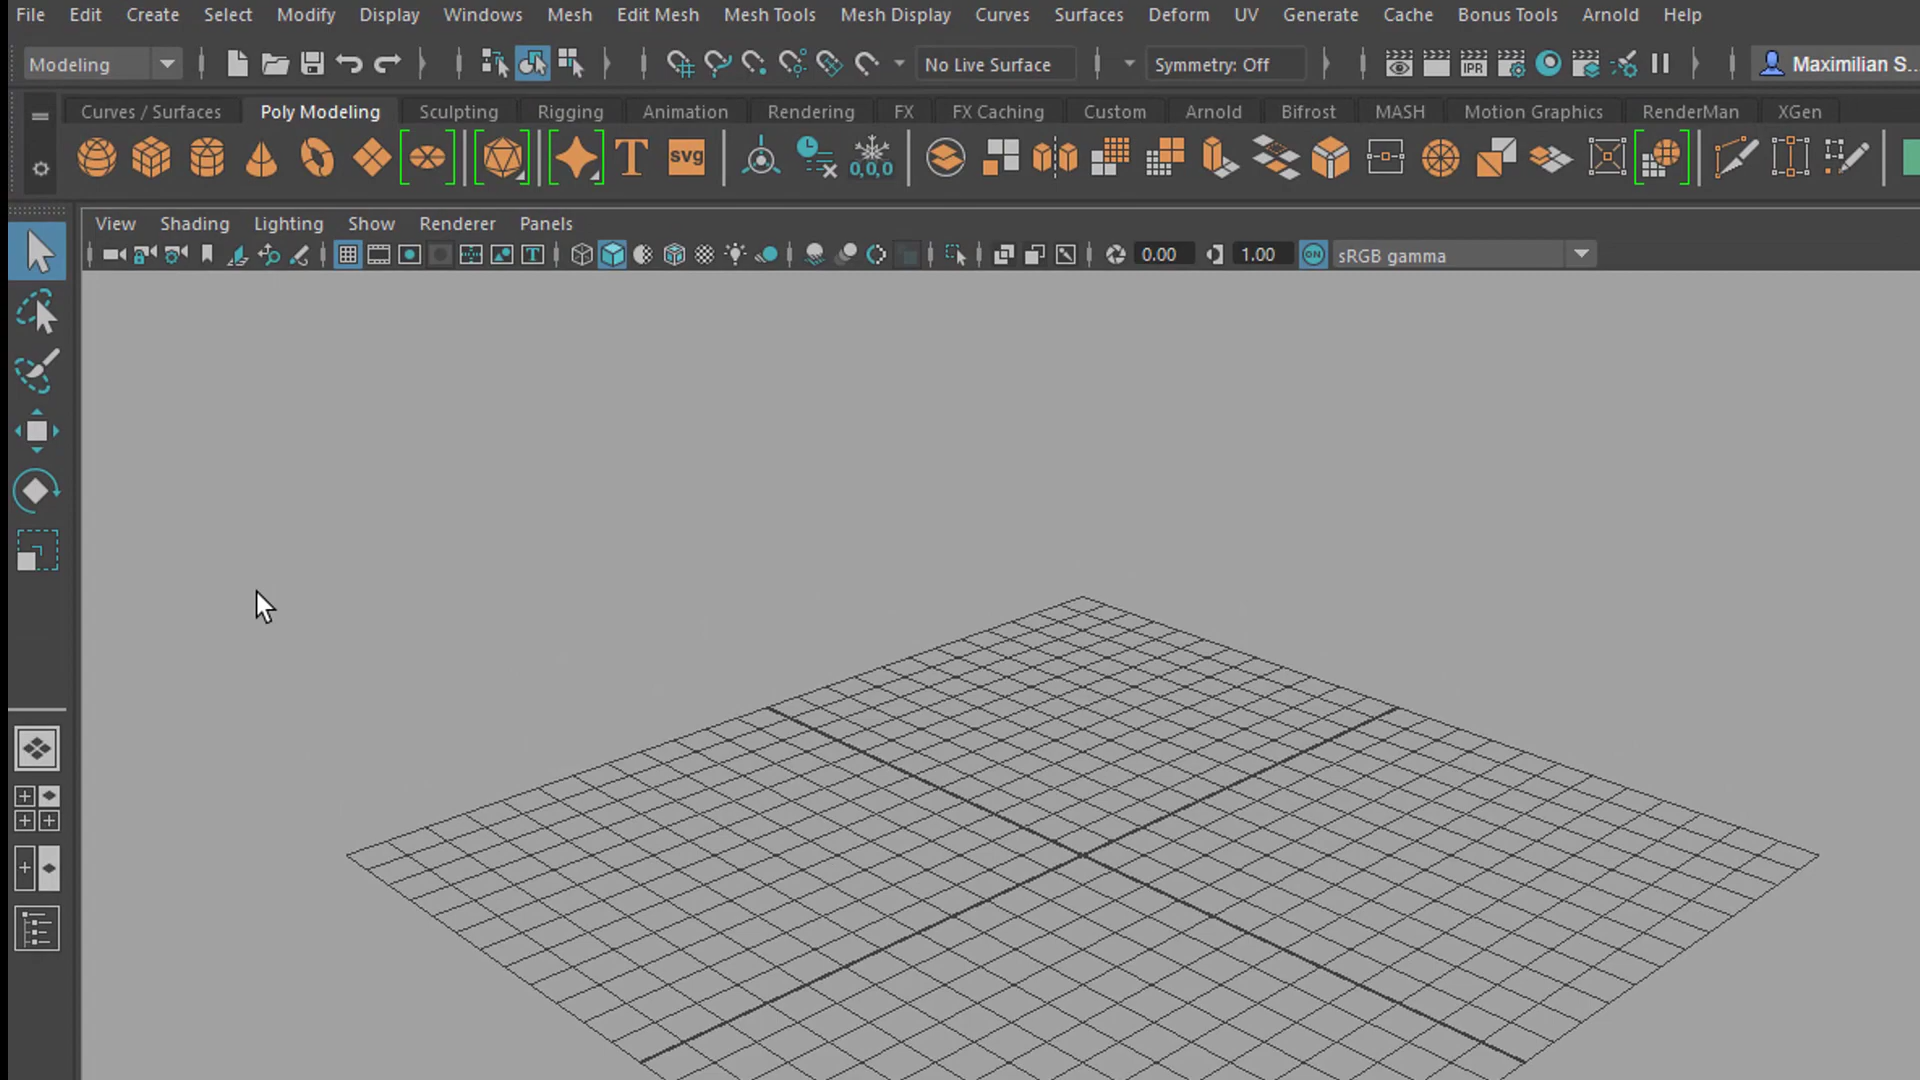 File Edit Create Select Modify Display Windows Mesh Edit Mesh Mesh Tools Mesh Display Curves Surfaces Deform UV Generate Cache Bonus Tools Arnold Help
Modeling No Live Surface Symmetry: Off IPR Maximilian S...
Curves / Surfaces Poly Modeling Sculpting Rigging Animation Rendering FX FX Caching Custom Arnold Bifrost MASH Motion Graphics RenderMan XGen
T SVG 0,0,0
View Shading Lighting Show Renderer Panels
T 0.00 1.00 ON sRGB gamma